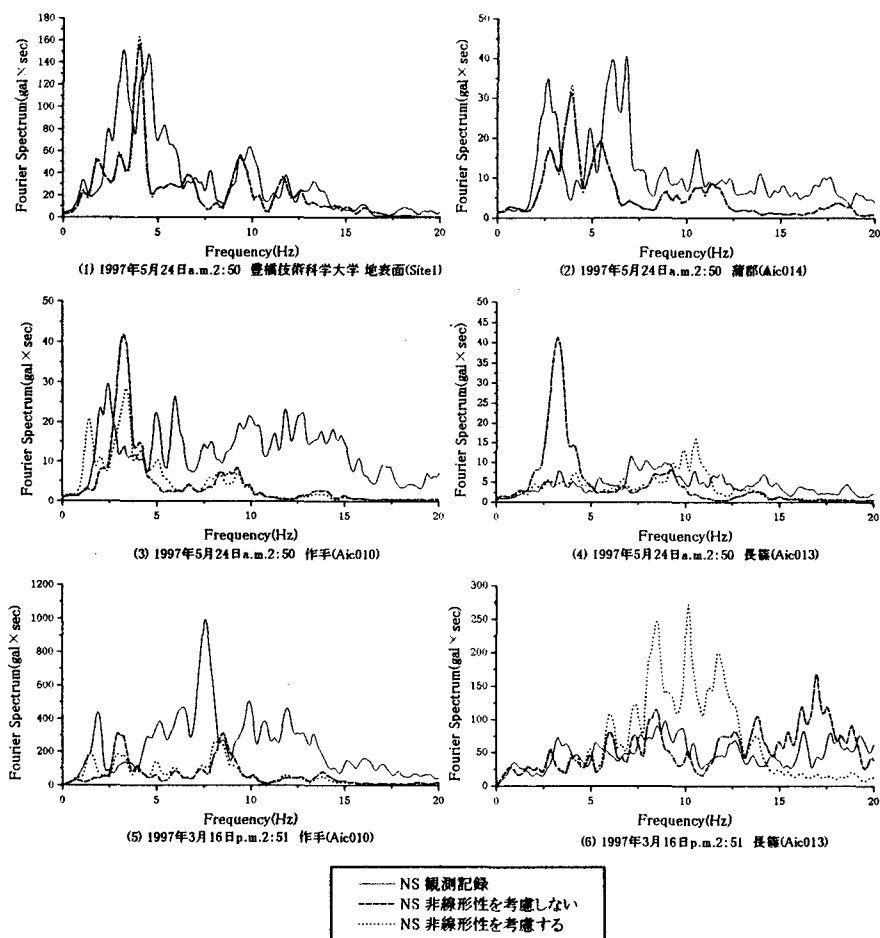 Fourier Spectrum(gal×sec)
180
160
140
120
100
80
60
40
20
0
0 5 10 15 20
Frequency(Hz)
(1) 1997年5月24日a.m.2:50 豊橋技術科学大学 地表面(Site1)
Fourier Spectrum(gal×sec)
50
40
30
20
10
0
0 5 10 15 20
Frequency(Hz)
(2) 1997年5月24日a.m.2:50 蒲郡(Aic014)
Fourier Spectrum(gal×sec)
50
40
30
20
10
0
0 5 10 15 20
Frequency(Hz)
(3) 1997年5月24日a.m.2:50 作手(Aic010)
Fourier Spectrum(gal×sec)
50
45
40
35
30
25
20
15
10
5
0
0 5 10 15 20
Frequency(Hz)
(4) 1997年5月24日a.m.2:50 長篠(Aic013)
Fourier Spectrum(gal×sec)
1200
1000
800
600
400
200
0
0 5 10 15 20
Frequency(Hz)
(5) 1997年3月16日p.m.2:51 作手(Aic010)
Fourier Spectrum(gal×sec)
300
250
200
150
100
50
0
0 5 10 15 20
Frequency(Hz)
(6) 1997年3月16日p.m.2:51 長篠(Aic013)
NS 観測記録
NS 非線形性を考慮しない
NS 非線形性を考慮する